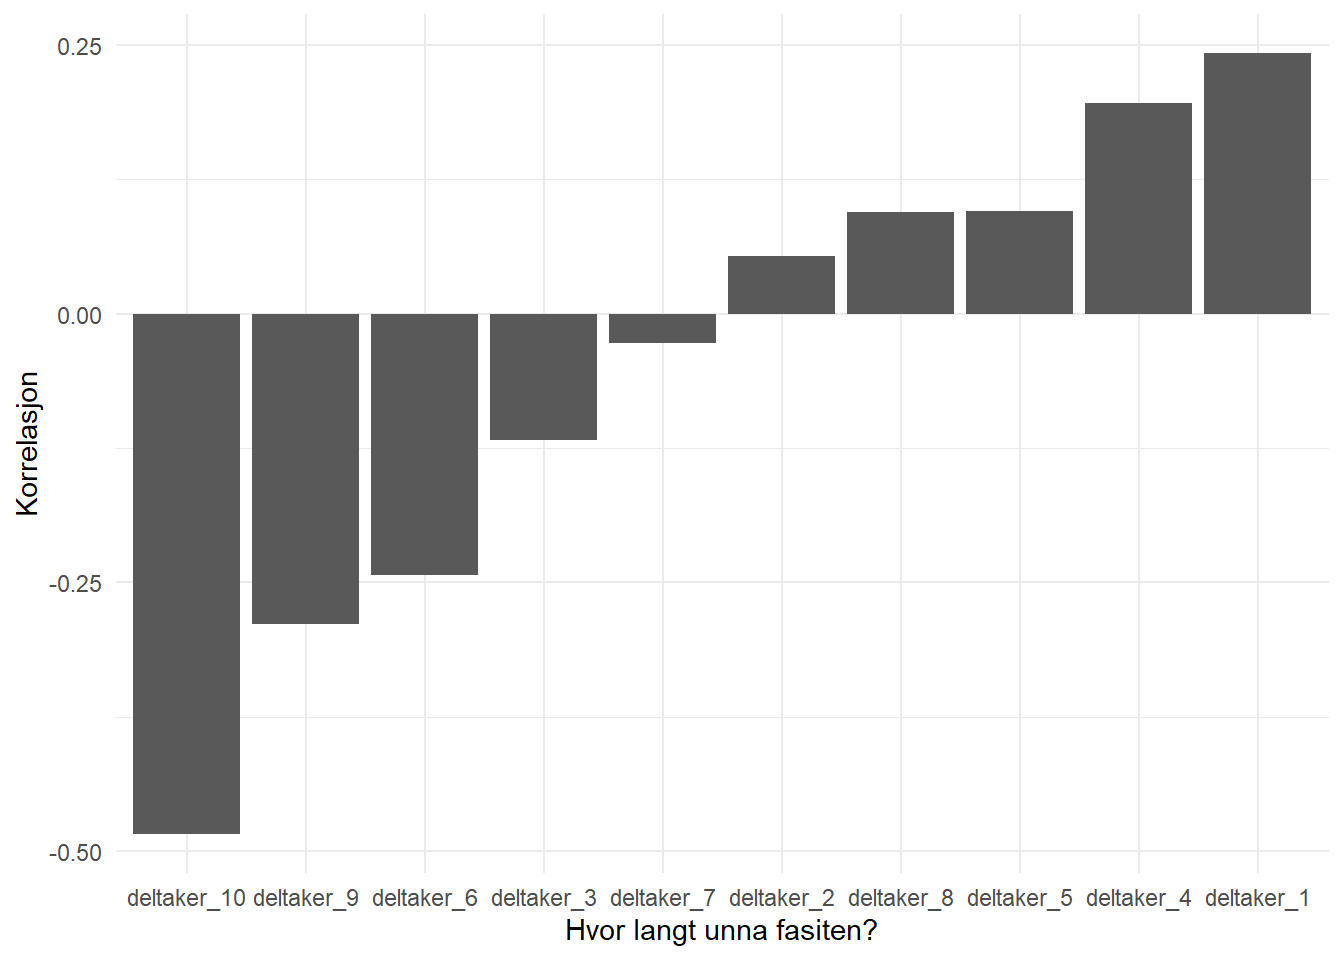 0.25
0.00
-0.25
-0.50
Korrelasjon
deltaker_10 deltaker_9 deltaker_6 deltaker_3 deltaker_7 deltaker_2 deltaker_8 deltaker_5 deltaker_4 deltaker_1
Hvor langt unna fasiten?